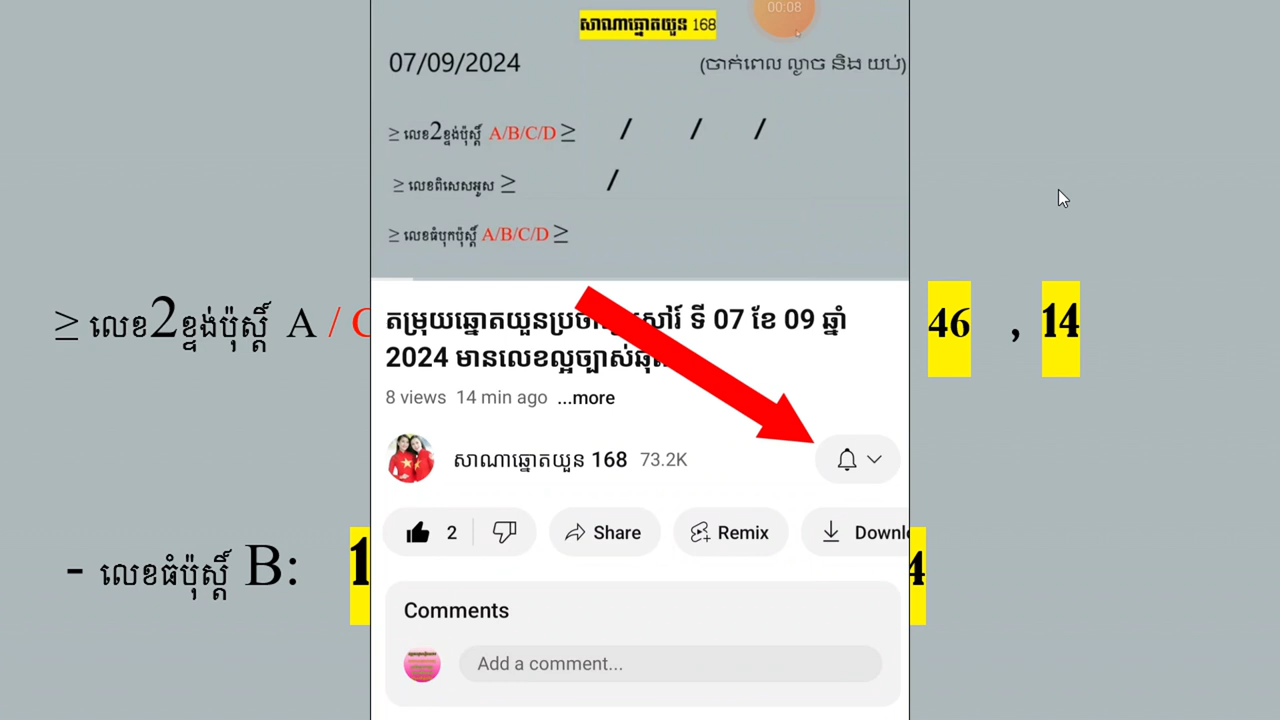 សាណាឆ្នោតយួន 168
00:08
07/09/2024
(ចាក់ពេល ល្ងាច និង យប់)
≥ លេខ2ខ្ទង់ប៉ុស្តិ៍ A/B/C/D ≥ / / /
≥ លេខពិសេសអូស ≥ /
≥ លេខធំបុកប៉ុស្តិ៍ A/B/C/D ≥
≥ លេខ2ខ្ទង់ប៉ុស្តិ៍ A / 46 , 14
តម្រុយឆ្នោតយួនប្រចាំថ្ងៃសៅរ៍ ទី 07 ខែ 09 ឆ្នាំ
2024 មានលេខល្អច្បាស់
8 views 14 min ago ...more
សាណាឆ្នោតយួន 168 73.2K
2 Share Remix Downl
- លេខធំប៉ុស្តិ៍ B: 1 4
Comments
Add a comment...